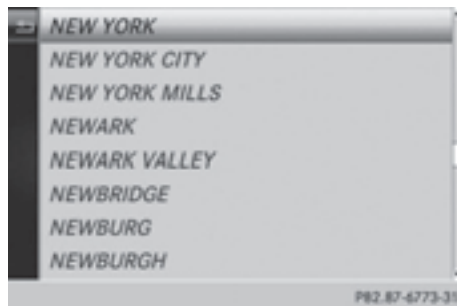 NEW YORK
NEW YORK CITY
NEW YORK MILLS
NEWARK
NEWARK VALLEY
NEWBRIDGE
NEWBURG
NEWBURGH
P82.87-6773-31